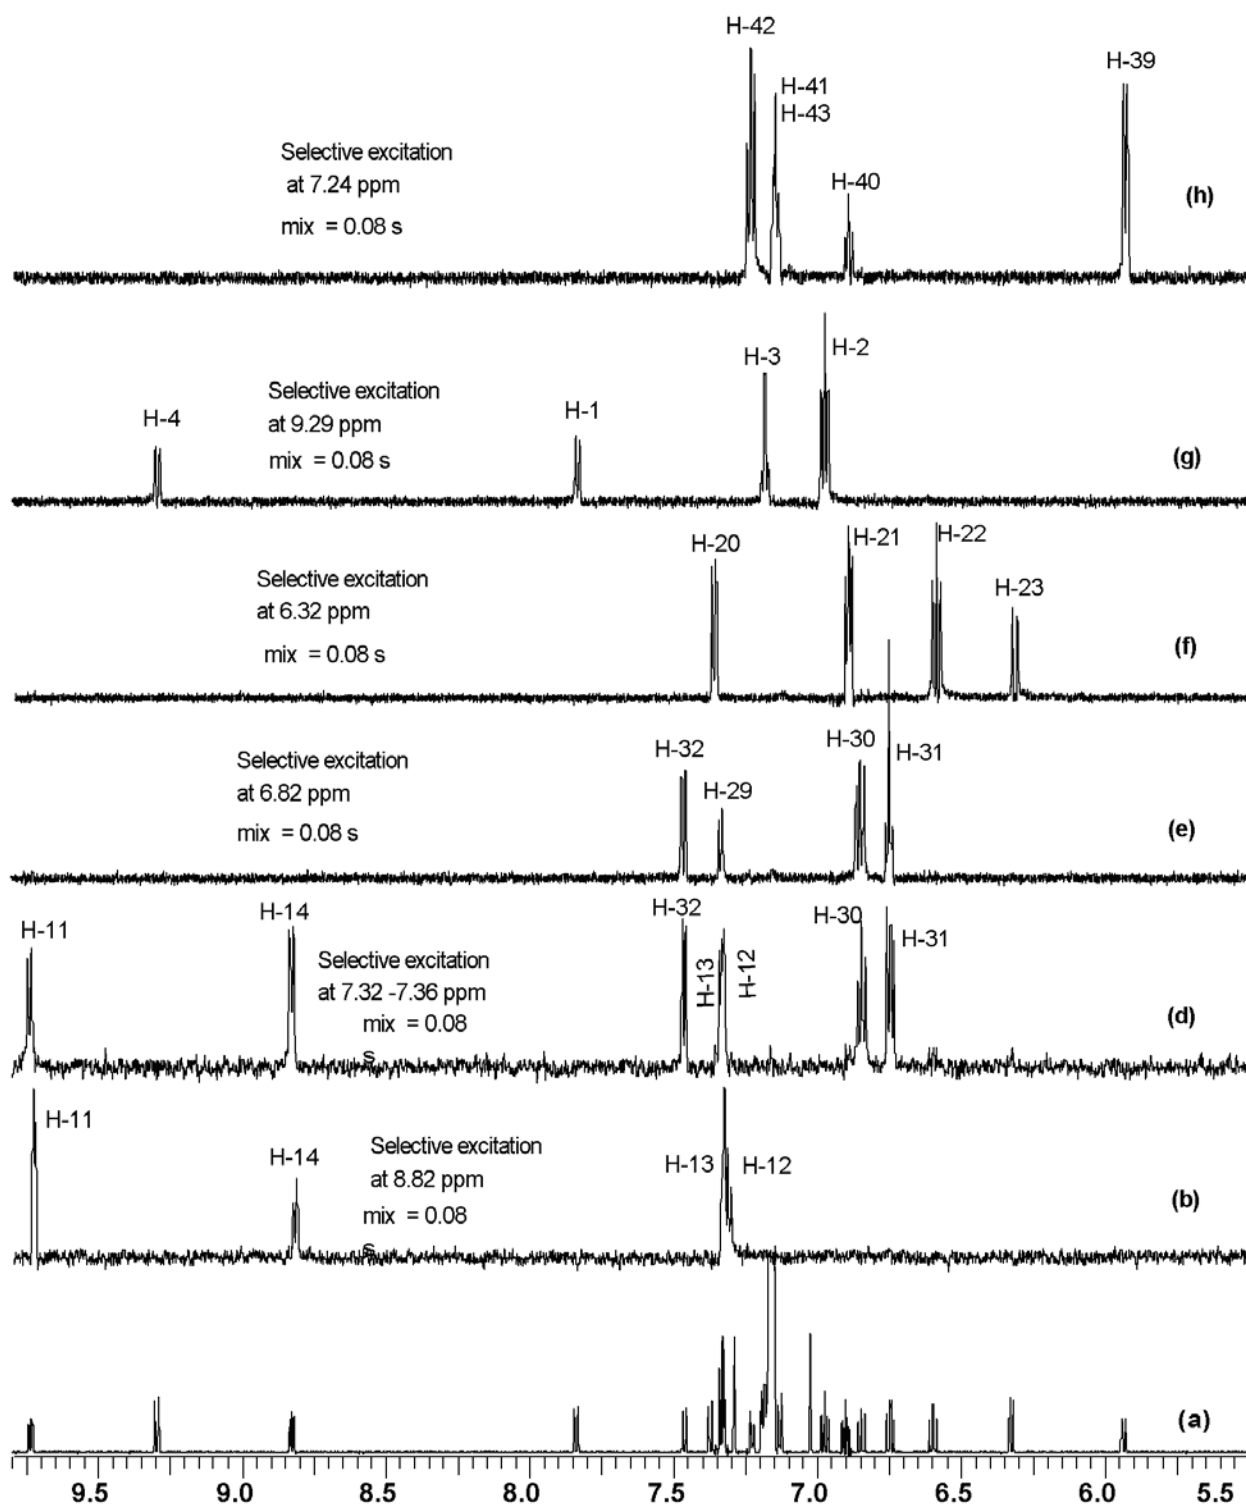 H-42
H-41
H-43
H-39
Selective excitation
at 7.24 ppm
mix = 0.08 s
H-40
(h)
H-4
Selective excitation
at 9.29 ppm
mix = 0.08 s
H-1
H-3
H-2
(g)
Selective excitation
at 6.32 ppm
mix = 0.08 s
H-20
H-21
H-22
H-23
(f)
Selective excitation
at 6.82 ppm
mix = 0.08 s
H-32
H-29
H-30
H-31
(e)
H-11
H-14
Selective excitation
at 7.32 -7.36 ppm
mix = 0.08
s
H-32
H-13
H-12
H-30
H-31
(d)
H-11
H-14
Selective excitation
at 8.82 ppm
mix = 0.08
s
H-13
H-12
(b)
(a)
9.5 9.0 8.5 8.0 7.5 7.0 6.5 6.0 5.5